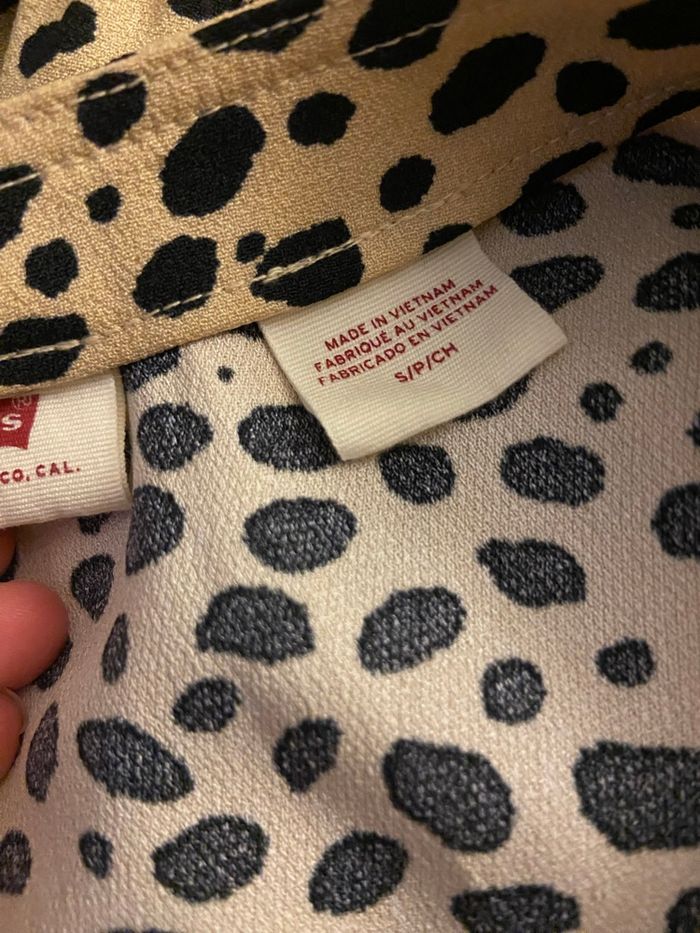 MADE IN VIETNAM
FABRIQUÉ AU VIETNAM
FABRICADO EN VIETNAM
S/P/CH
S®
CO, CAL.